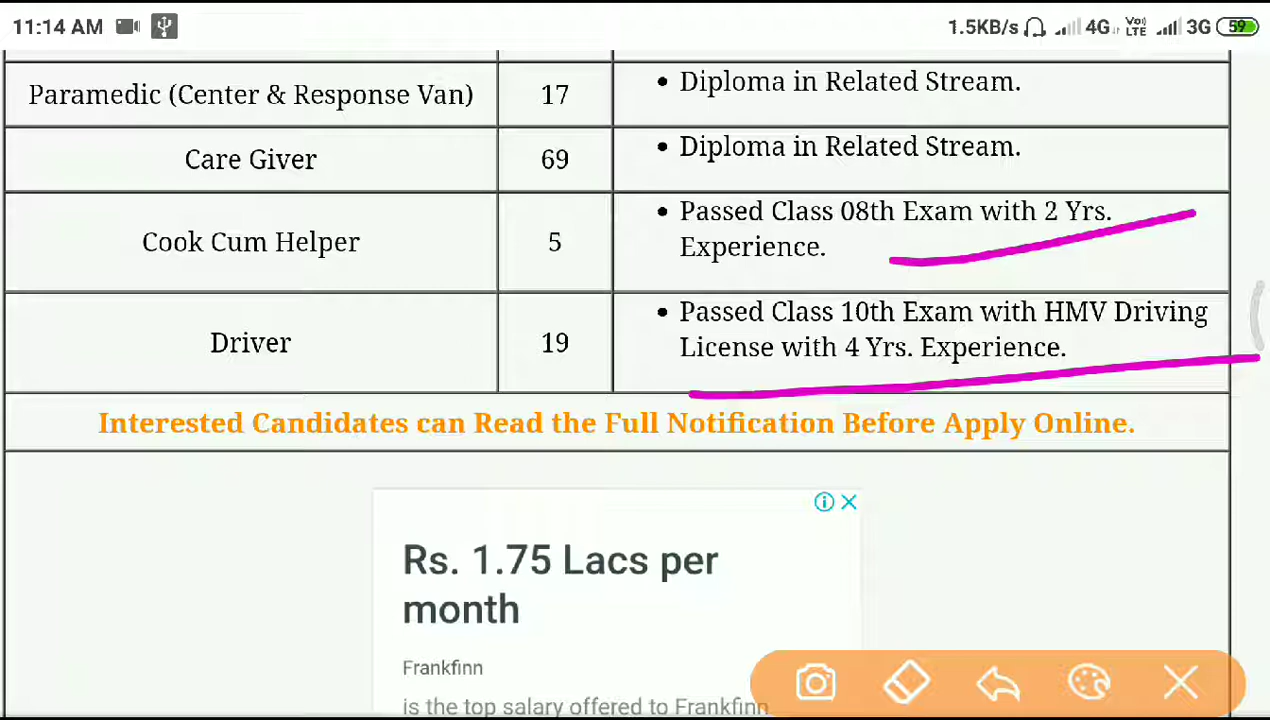 11:14 AM 1.5KB/s 4G VoLTE 3G 59
Paramedic (Center & Response Van) 17 • Diploma in Related Stream.
Care Giver 69 • Diploma in Related Stream.
• Passed Class 08th Exam with 2 Yrs.
Cook Cum Helper 5
Experience.
• Passed Class 10th Exam with HMV Driving
Driver 19
License with 4 Yrs. Experience.
Interested Candidates can Read the Full Notification Before Apply Online.
Rs. 1.75 Lacs per
month
Frankfinn
is the top salary offered to Frankfinn